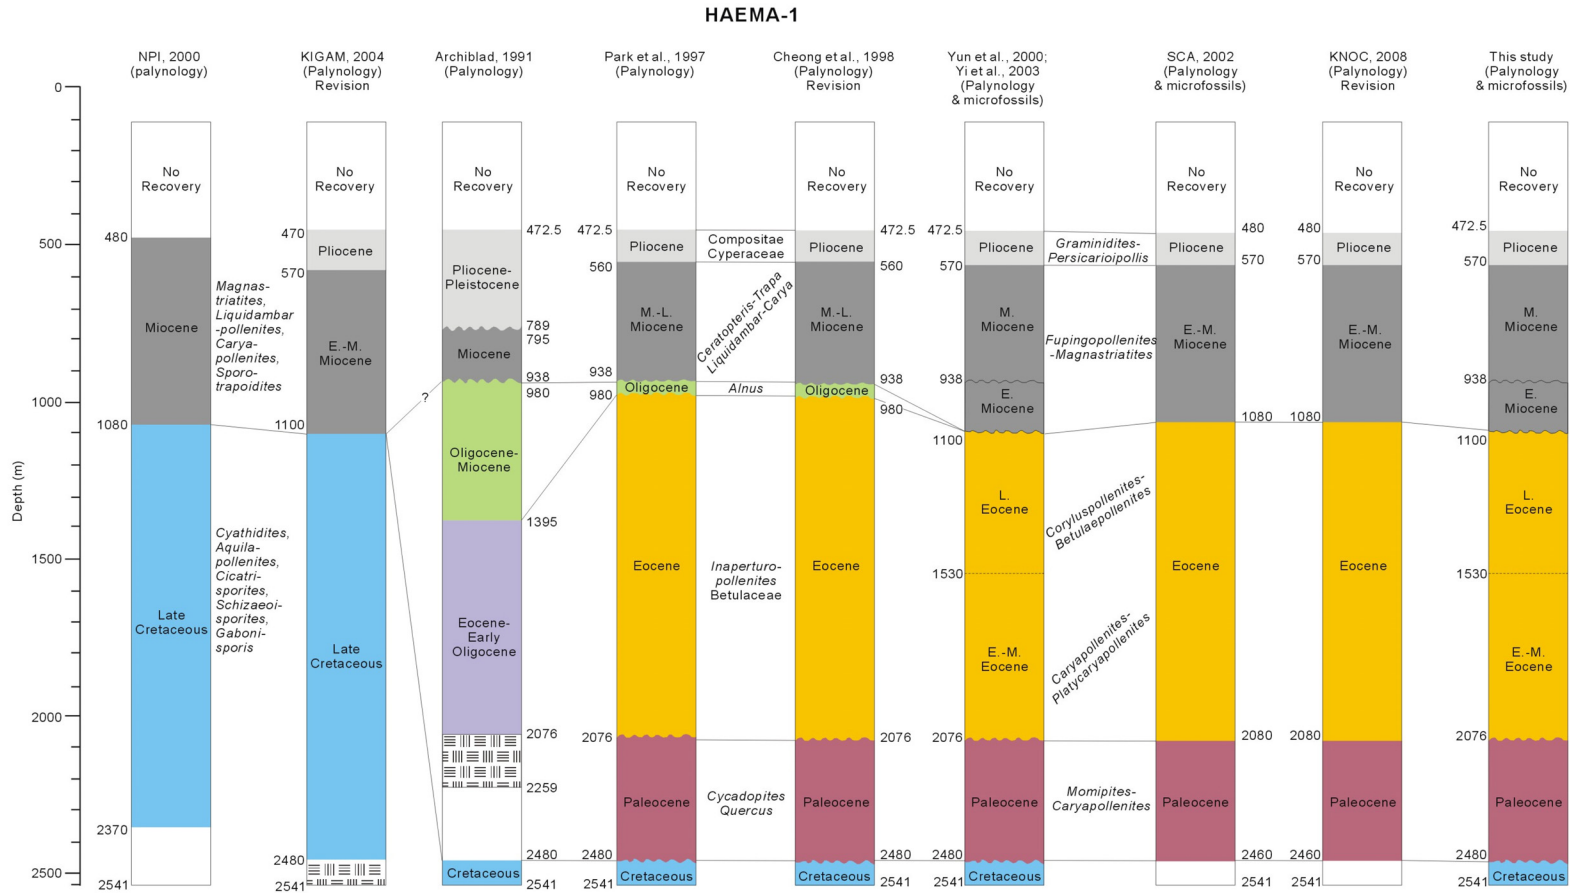 HAEMA-1
NPI, 2000
(palynology)
KIGAM, 2004
(Palynology)
Revision
Archiblad, 1991
(Palynology)
Park et al., 1997
(Palynology)
Cheong et al., 1998
(Palynology)
Revision
Yun et al., 2000;
Yi et al., 2003
(Palynology
& microfossils)
SCA, 2002
(Palynology
& microfossils)
KNOC, 2008
(Palynology)
Revision
This study
(Palynology
& microfossils)
Depth (m)
0
500
1000
1500
2000
2500
No
Recovery
480
Miocene
1080
Late
Cretaceous
2370
2541
Magnas-
triatites,
Liquidambar
-pollenites,
Carya-
pollenites,
Sporo-
trapoidites
Cyathidites,
Aquila-
pollenites,
Cicatri-
sporites,
Schizaeoi-
sporites,
Gaboni-
sporis
No
Recovery
470
Pliocene
570
E.-M.
Miocene
1100
Late
Cretaceous
2480
2541
?
No
Recovery
472.5
Pliocene-
Pleistocene
789
795
Miocene
938
980
Oligocene-
Miocene
1395
Eocene-
Early
Oligocene
2076
2259
2480
Cretaceous
2541
No
Recovery
472.5
Pliocene
560
M.-L.
Miocene
938
Oligocene
980
Eocene
2076
Paleocene
2480
Cretaceous
2541
Compositae
Cyperaceae
Ceratopteris-Trapa
Liquidambar-Carya
Alnus
Inaperturo-
pollenites
Betulaceae
Cycadopites
Quercus
No
Recovery
472.5
Pliocene
560
M.-L.
Miocene
938
Oligocene
980
Eocene
2076
Paleocene
2480
Cretaceous
2541
No
Recovery
472.5
Pliocene
570
M.
Miocene
938
E.
Miocene
1100
L.
Eocene
1530
E.-M.
Eocene
2076
Paleocene
2480
Cretaceous
2541
Graminidites-
Persicarioipollis
Fupingopollenites
-Magnastriatites
Coryluspollenites-
Betulaepollenites
Caryapollenites-
Platycaryapollenites
Momipites-
Caryapollenites
No
Recovery
480
Pliocene
570
E.-M.
Miocene
1080
Eocene
2080
Paleocene
2460
2541
No
Recovery
480
Pliocene
570
E.-M.
Miocene
1080
Eocene
2080
Paleocene
2460
2541
No
Recovery
472.5
Pliocene
570
M.
Miocene
938
E.
Miocene
1100
L.
Eocene
1530
E.-M.
Eocene
2076
Paleocene
2480
Cretaceous
2541